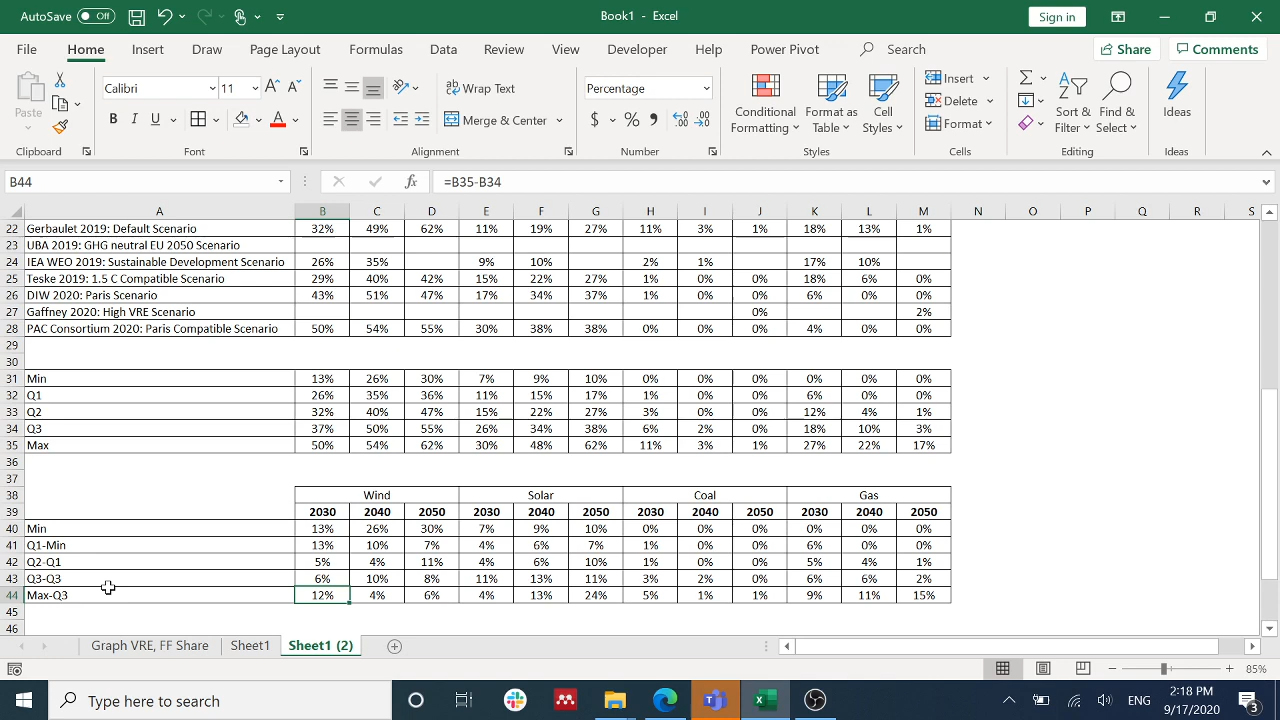 AutoSave Off Book1 - Excel Sign in
File Home Insert Draw Page Layout Formulas Data Review View Developer Help Power Pivot Search Share Comments
Paste Calibri 11 Wrap Text Percentage Conditional Formatting Format as Table Cell Styles Insert Sort & Filter Find & Select Ideas
B I U Merge & Center $ % Delete
Format
Clipboard Font Alignment Number Styles Cells Editing Ideas
B44 fx =B35-B34
A B C D E F G H I J K L M N O P Q R S
22 Gerbaulet 2019: Default Scenario 32% 49% 62% 11% 19% 27% 11% 3% 1% 18% 13% 1%
23 UBA 2019: GHG neutral EU 2050 Scenario
24 IEA WEO 2019: Sustainable Development Scenario 26% 35% 9% 10% 2% 1% 17% 10%
25 Teske 2019: 1.5 C Compatible Scenario 29% 40% 42% 15% 22% 27% 1% 0% 0% 18% 6% 0%
26 DIW 2020: Paris Scenario 43% 51% 47% 17% 34% 37% 1% 0% 0% 6% 0% 0%
27 Gaffney 2020: High VRE Scenario 0% 2%
28 PAC Consortium 2020: Paris Compatible Scenario 50% 54% 55% 30% 38% 38% 0% 0% 0% 4% 0% 0%
29
30
31 Min 13% 26% 30% 7% 9% 10% 0% 0% 0% 0% 0% 0%
32 Q1 26% 35% 36% 11% 15% 17% 1% 0% 0% 6% 0% 0%
33 Q2 32% 40% 47% 15% 22% 27% 3% 0% 0% 12% 4% 1%
34 Q3 37% 50% 55% 26% 34% 38% 6% 2% 0% 18% 10% 3%
35 Max 50% 54% 62% 30% 48% 62% 11% 3% 1% 27% 22% 17%
36
37
38 Wind Solar Coal Gas
39 2030 2040 2050 2030 2040 2050 2030 2040 2050 2030 2040 2050
40 Min 13% 26% 30% 7% 9% 10% 0% 0% 0% 0% 0% 0%
41 Q1-Min 13% 10% 7% 4% 6% 7% 1% 0% 0% 6% 0% 0%
42 Q2-Q1 5% 4% 11% 4% 6% 10% 1% 0% 0% 5% 4% 1%
43 Q3-Q3 6% 10% 8% 11% 13% 11% 3% 2% 0% 6% 6% 2%
44 Max-Q3 12% 4% 6% 4% 13% 24% 5% 1% 1% 9% 11% 15%
45
46
Graph VRE, FF Share Sheet1 Sheet1 (2)
85%
Type here to search ENG 2:18 PM
9/17/2020 3